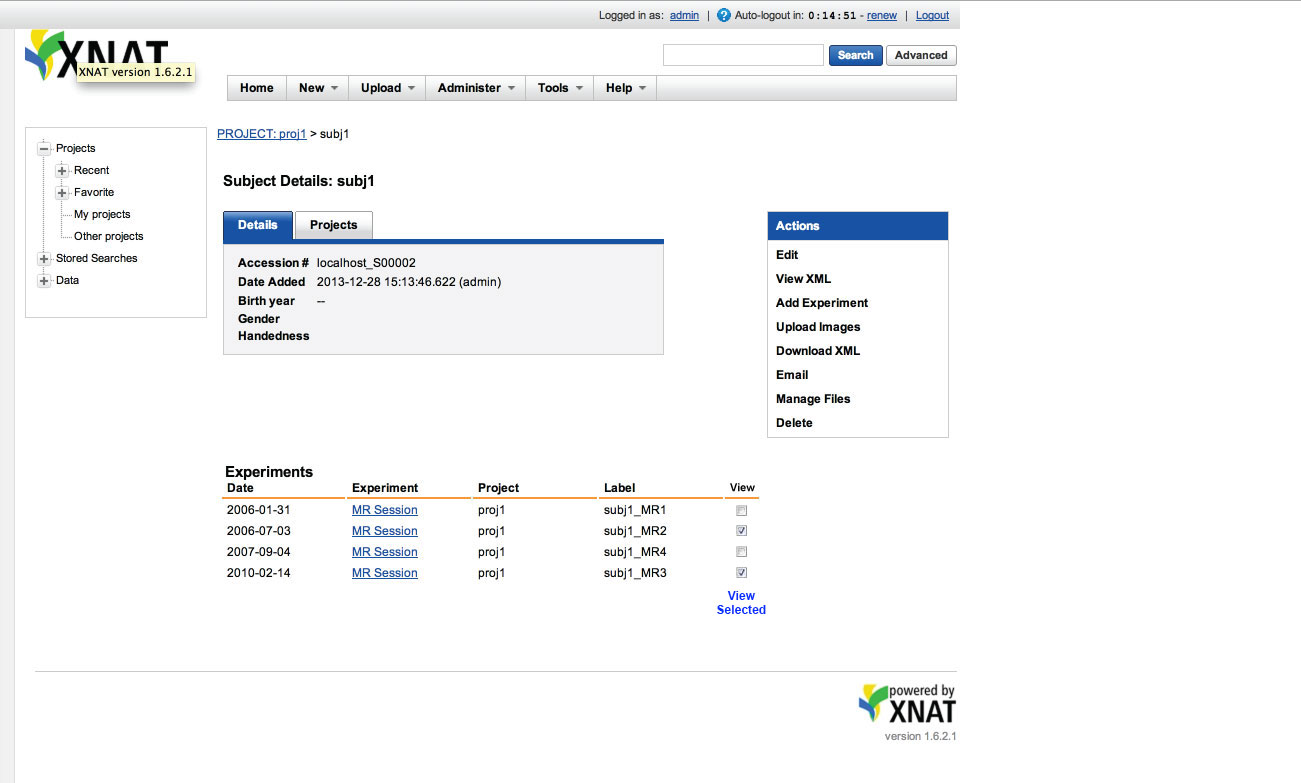 Logged in as: admin | ? Auto-logout in: 0:14:51 - renew | Logout
XNAT
XNAT version 1.6.2.1
Search Advanced
Home New Upload Administer Tools Help
Projects
Recent
Favorite
My projects
Other projects
Stored Searches
Data
PROJECT: proj1 > subj1
Subject Details: subj1
Details Projects
Accession # localhost_S00002
Date Added 2013-12-28 15:13:46.622 (admin)
Birth year --
Gender
Handedness
Actions
Edit
View XML
Add Experiment
Upload Images
Download XML
Email
Manage Files
Delete
Experiments
Date Experiment Project Label View
2006-01-31 MR Session proj1 subj1_MR1
2006-07-03 MR Session proj1 subj1_MR2
2007-09-04 MR Session proj1 subj1_MR4
2010-02-14 MR Session proj1 subj1_MR3
View
Selected
powered by
XNAT
version 1.6.2.1